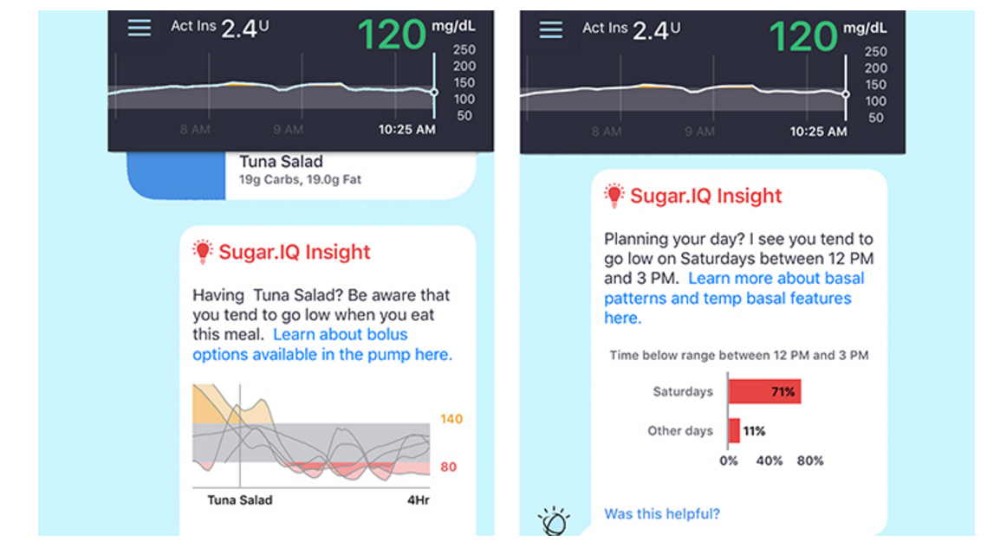 Act Ins 2.4U
120 mg/dL
250
200
150
100
50
8 AM 9 AM 10:25 AM
Tuna Salad
19g Carbs, 19.0g Fat
Sugar.IQ Insight
Having Tuna Salad? Be aware that
you tend to go low when you eat
this meal. Learn about bolus
options available in the pump here.
140
80
Tuna Salad 4Hr
Act Ins 2.4U
120 mg/dL
250
200
150
100
50
8 AM 9 AM 10:25 AM
Sugar.IQ Insight
Planning your day? I see you tend to
go low on Saturdays between 12 PM
and 3 PM. Learn more about basal
patterns and temp basal features
here.
Time below range between 12 PM and 3 PM
Saturdays 71%
Other days 11%
0% 40% 80%
Was this helpful?